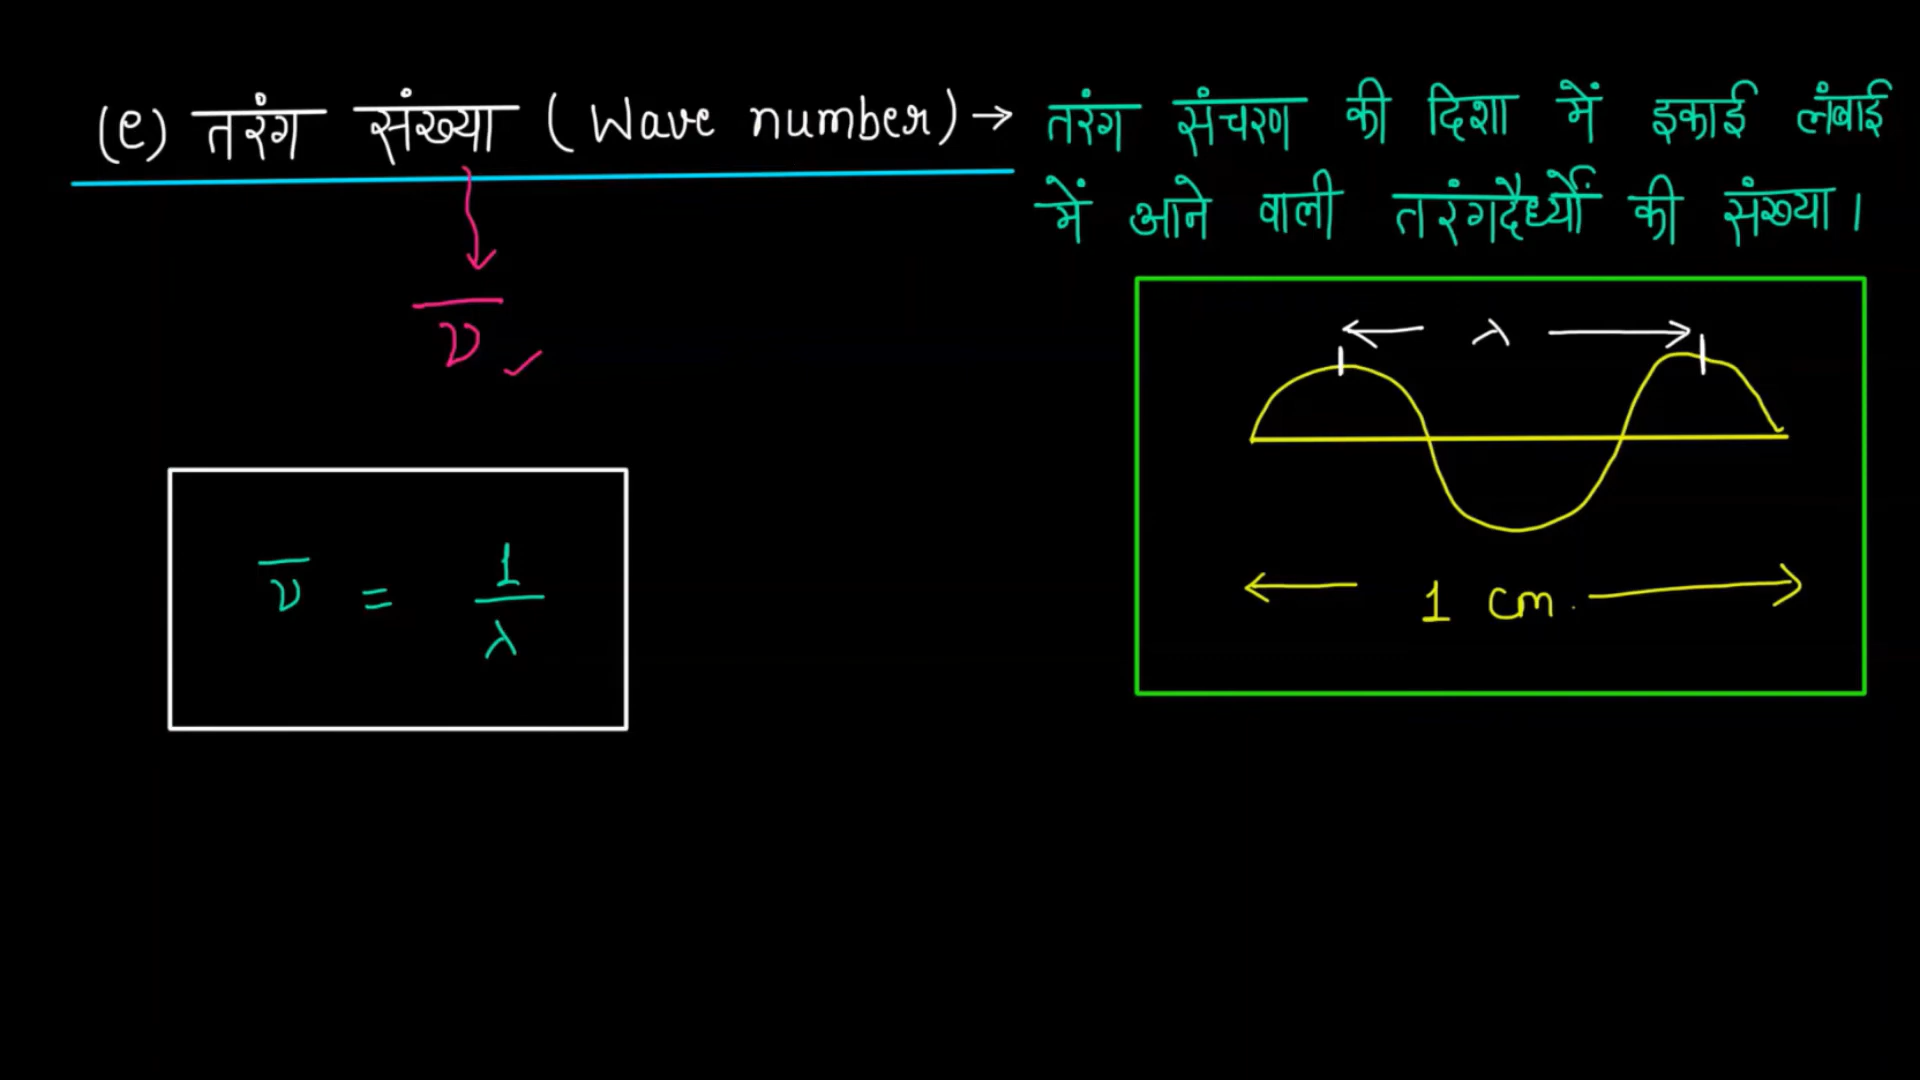 (e) तरंग संख्या (Wave number) → तरंग संचरण की दिशा में इकाई लंबाई
में आने वाली तरंगदैर्ध्यों की संख्या।
ν̅ ✓
← λ →
ν̅ = 1/λ
← 1 cm. →